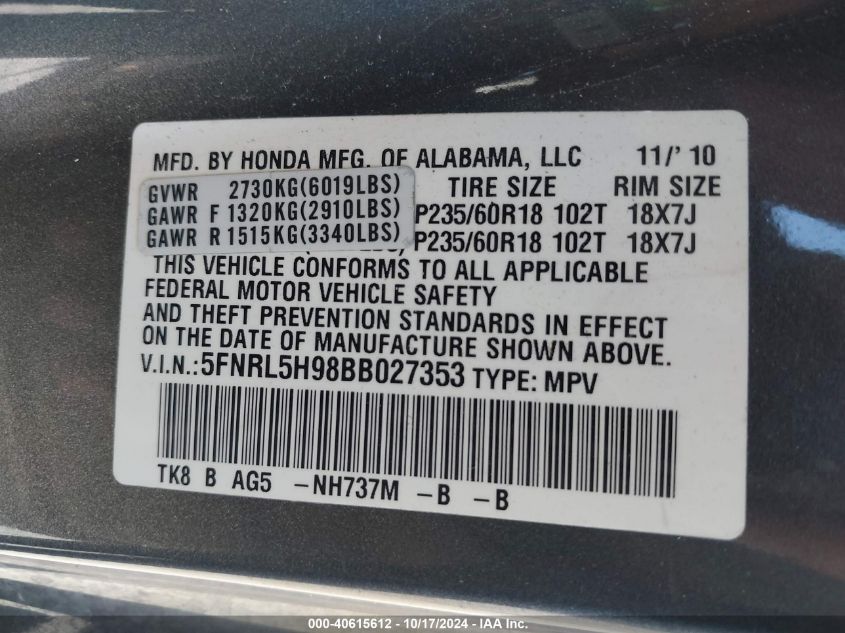 MFD. BY HONDA MFG. OF ALABAMA, LLC 11/'10
GVWR 2730KG(6019LBS) TIRE SIZE RIM SIZE
GAWR F 1320KG(2910LBS) P235/60R18 102T 18X7J
GAWR R 1515KG(3340LBS) P235/60R18 102T 18X7J
THIS VEHICLE CONFORMS TO ALL APPLICABLE
FEDERAL MOTOR VEHICLE SAFETY
AND THEFT PREVENTION STANDARDS IN EFFECT
ON THE DATE OF MANUFACTURE SHOWN ABOVE.
V.I.N.:5FNRL5H98BB027353 TYPE: MPV
TK8 B AG5 -NH737M -B -B
000-40615612 - 10/17/2024 - IAA, Inc.